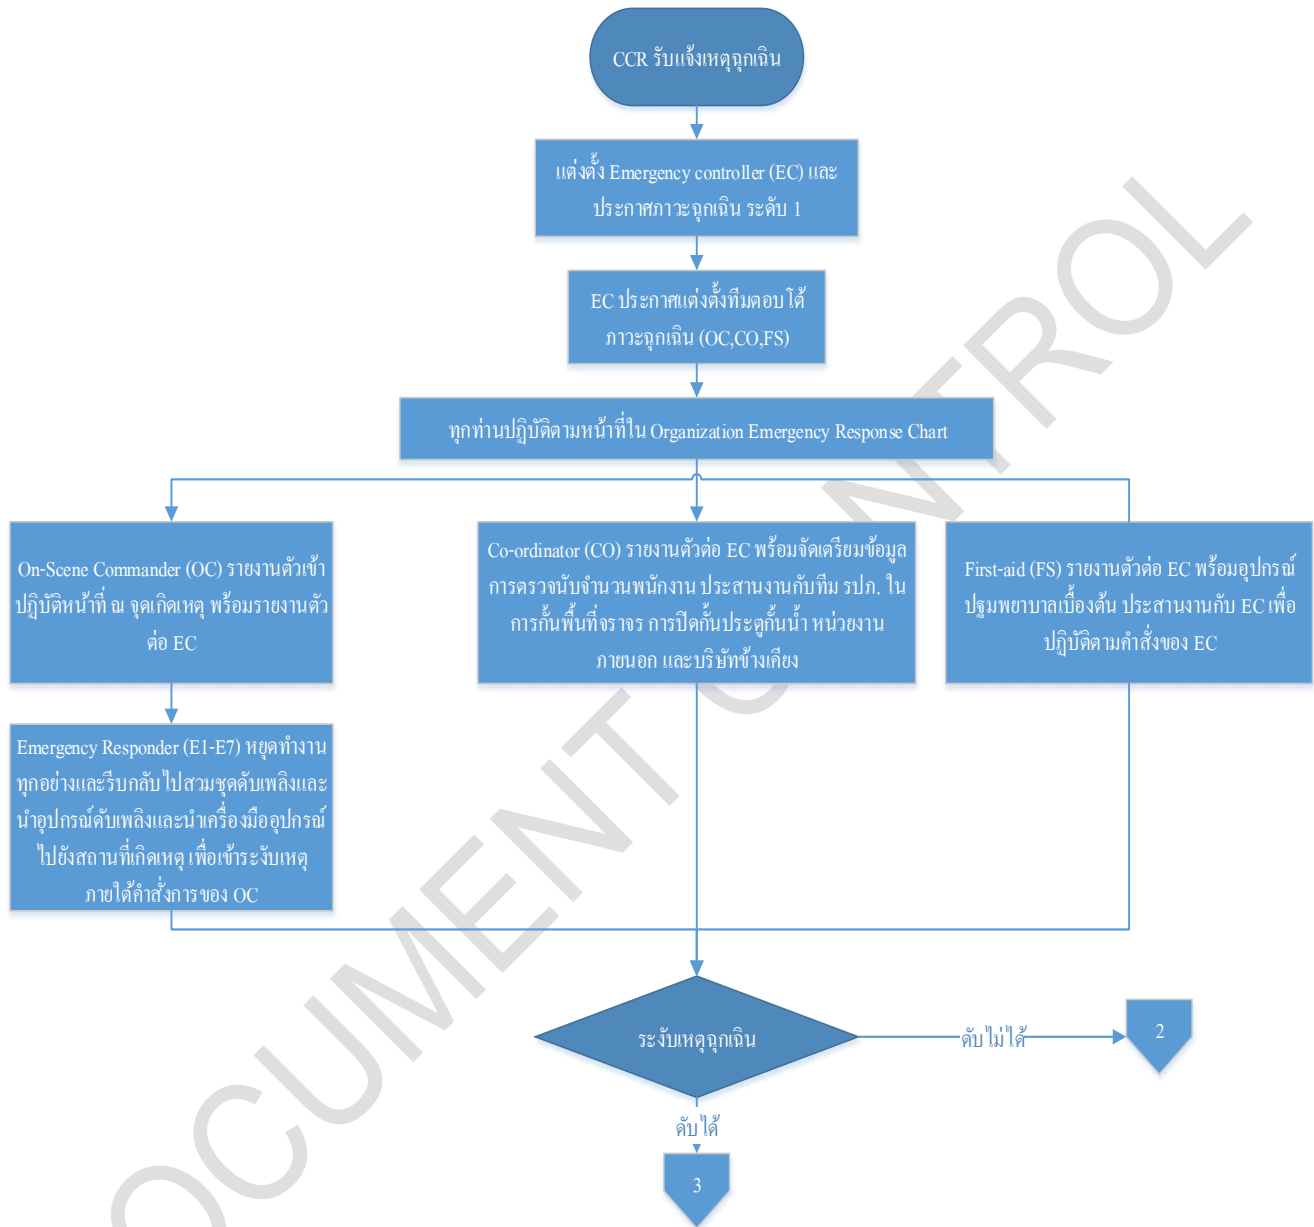 CCR รับแจ้งเหตุฉุกเฉิน
แต่งตั้ง Emergency controller (EC) และ
ประกาศภาวะฉุกเฉิน ระดับ 1
EC ประกาศแต่งตั้งทีมตอบโต้
ภาวะฉุกเฉิน (OC,CO,FS)
ทุกท่านปฏิบัติตามหน้าที่ใน Organization Emergency Response Chart
On-Scene Commander (OC) รายงานตัวเข้า
ปฏิบัติหน้าที่ ณ จุดเกิดเหตุ พร้อมรายงานตัว
ต่อ EC
Co-ordinator (CO) รายงานตัวต่อ EC พร้อมจัดเตรียมข้อมูล
การตรวจนับจำนวนพนักงาน ประสานงานกับทีม รปภ. ใน
การกั้นพื้นที่จราจร การปิดกั้นประตูกั้นน้ำ หน่วยงาน
ภายนอก และบริษัทข้างเคียง
First-aid (FS) รายงานตัวต่อ EC พร้อมอุปกรณ์
ปฐมพยาบาลเบื้องต้น ประสานงานกับ EC เพื่อ
ปฏิบัติตามคำสั่งของ EC
Emergency Responder (E1-E7) หยุดทำงาน
ทุกอย่างและรีบกลับไปสวมชุดดับเพลิงและ
นำอุปกรณ์ดับเพลิงและนำเครื่องมืออุปกรณ์
ไปยังสถานที่เกิดเหตุ เพื่อเข้าระงับเหตุ
ภายใต้คำสั่งการของ OC
ระงับเหตุฉุกเฉิน
ดับไม่ได้
2
ดับได้
3